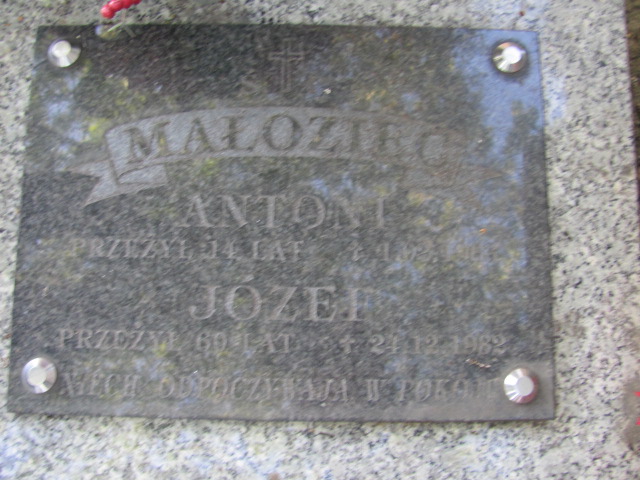 MAŁOZIEC
ANTONI
PRZEŻYŁ 14 LAT
JÓZEF
PRZEŻYŁ 60 LAT † 24.12.1982
NIECH ODPOCZYWAJĄ W POKOJU